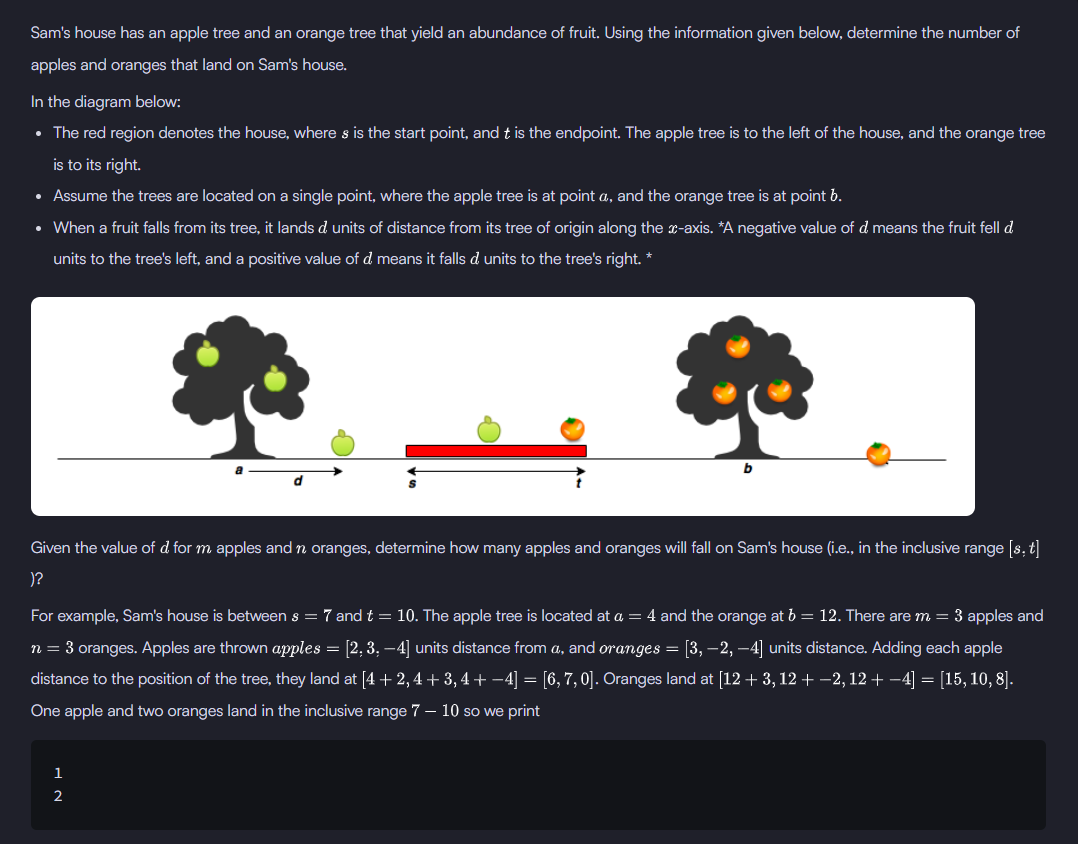 Sam's house has an apple tree and an orange tree that yield an abundance of fruit. Using the information given below, determine the number of
apples and oranges that land on Sam's house.
In the diagram below:
• The red region denotes the house, where s is the start point, and t is the endpoint. The apple tree is to the left of the house, and the orange tree
is to its right.
• Assume the trees are located on a single point, where the apple tree is at point a, and the orange tree is at point b.
• When a fruit falls from its tree, it lands d units of distance from its tree of origin along the x-axis. *A negative value of d means the fruit fell d
units to the tree's left, and a positive value of d means it falls d units to the tree's right. *
a
b
d
s
t
Given the value of d for m apples and n oranges, determine how many apples and oranges will fall on Sam's house (i.e., in the inclusive range [s, t]
)?
For example, Sam's house is between s = 7 and t = 10. The apple tree is located at a = 4 and the orange at b = 12. There are m = 3 apples and
n = 3 oranges. Apples are thrown apples = [2, 3, −4] units distance from a, and oranges = [3, −2, −4] units distance. Adding each apple
distance to the position of the tree, they land at [4 + 2, 4 + 3, 4 + −4] = [6, 7, 0]. Oranges land at [12 + 3, 12 + −2, 12 + −4] = [15, 10, 8].
One apple and two oranges land in the inclusive range 7 − 10 so we print
1
2